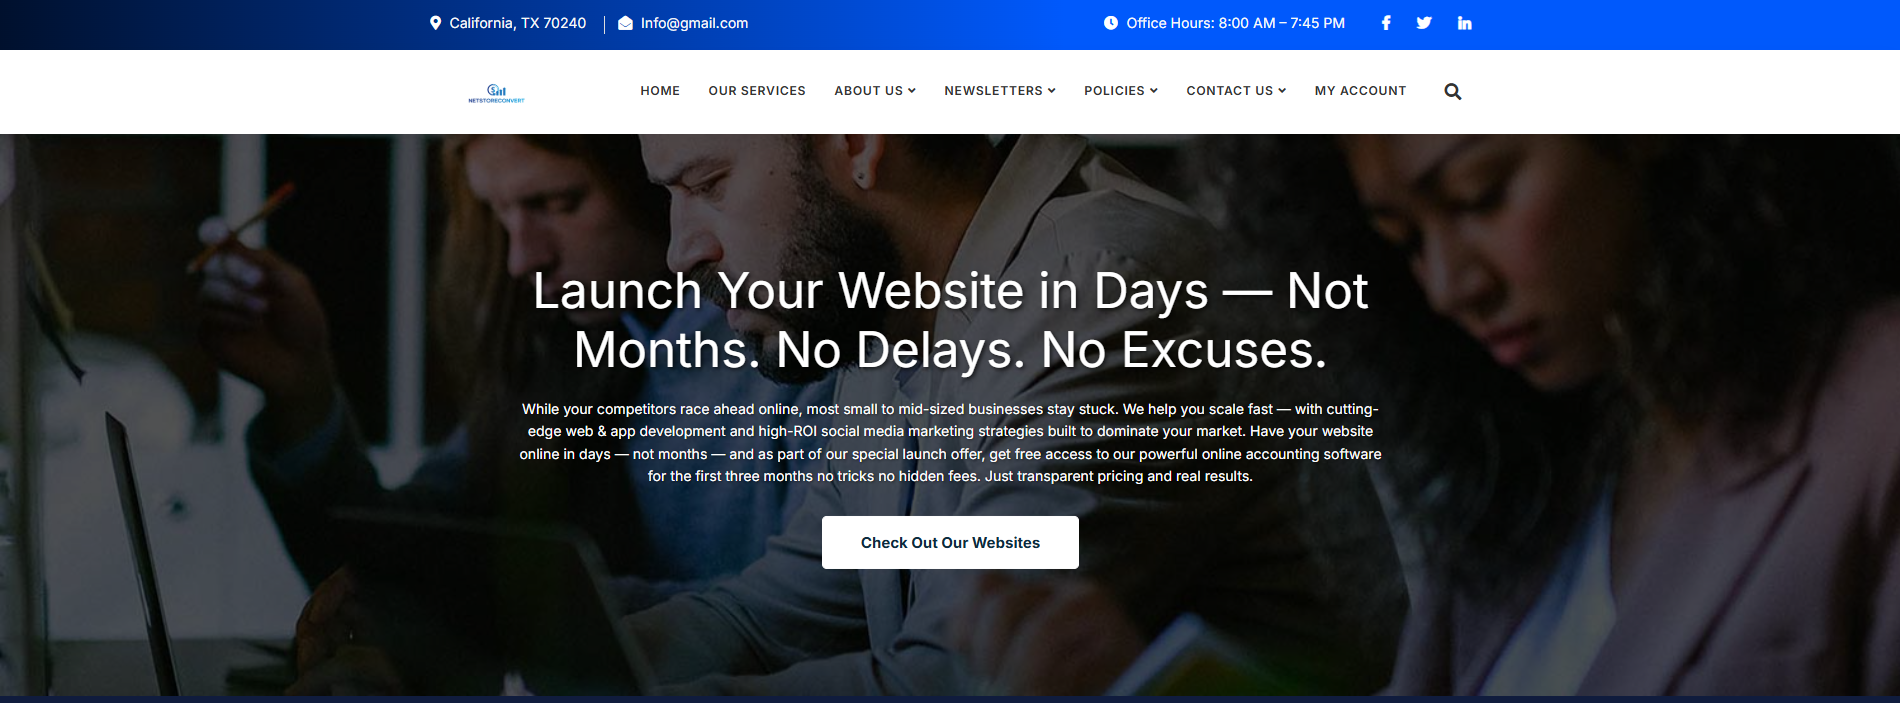 California, TX 70240
Info@gmail.com
Office Hours: 8:00 AM – 7:45 PM
NETSTORECONVERT
HOME
OUR SERVICES
ABOUT US
NEWSLETTERS
POLICIES
CONTACT US
MY ACCOUNT
Launch Your Website in Days — Not
Months. No Delays. No Excuses.
While your competitors race ahead online, most small to mid-sized businesses stay stuck. We help you scale fast — with cutting-
edge web & app development and high-ROI social media marketing strategies built to dominate your market. Have your website
online in days — not months — and as part of our special launch offer, get free access to our powerful online accounting software
for the first three months no tricks no hidden fees. Just transparent pricing and real results.
Check Out Our Websites